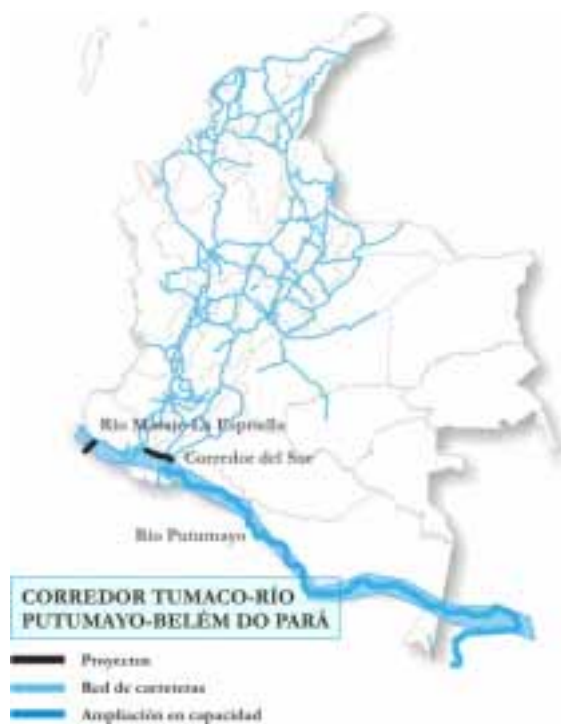 Río Mataje-La Espriella
Corredor del Sur
Río Putumayo
CORREDOR TUMACO-RÍO
PUTUMAYO-BELÉM DO PARÁ
Proyectos
Red de carreteras
Ampliación en capacidad